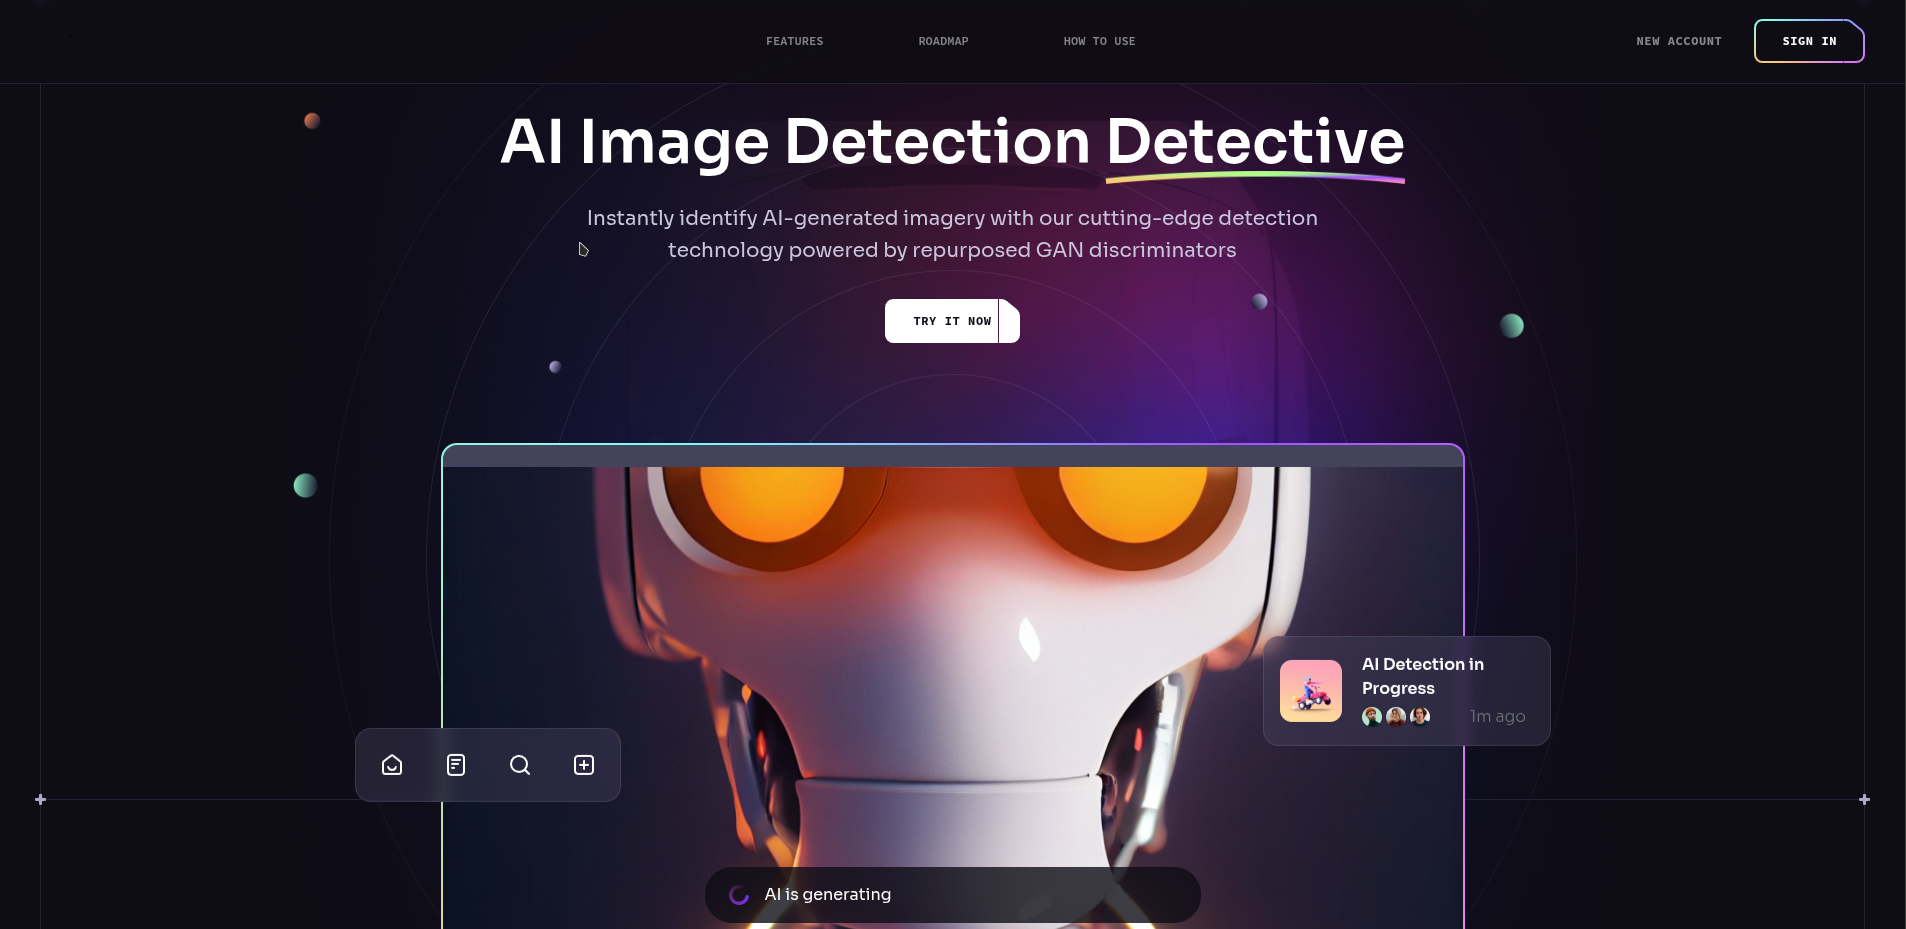 FEATURES
ROADMAP
HOW TO USE
NEW ACCOUNT
SIGN IN
AI Image Detection Detective
Instantly identify AI-generated imagery with our cutting-edge detection
technology powered by repurposed GAN discriminators
TRY IT NOW
AI Detection in
Progress
1m ago
AI is generating